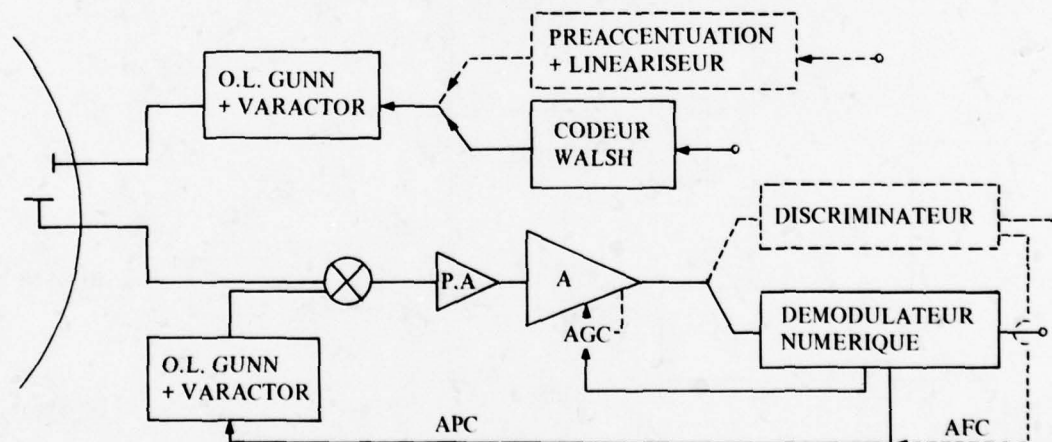 PREACCENTUATION
+ LINEARISEUR
O.L. GUNN
+ VARACTOR
CODEUR
WALSH
DISCRIMINATEUR
P.A
A
AGC
DEMODULATEUR
NUMERIQUE
O.L. GUNN
+ VARACTOR
APC
AFC